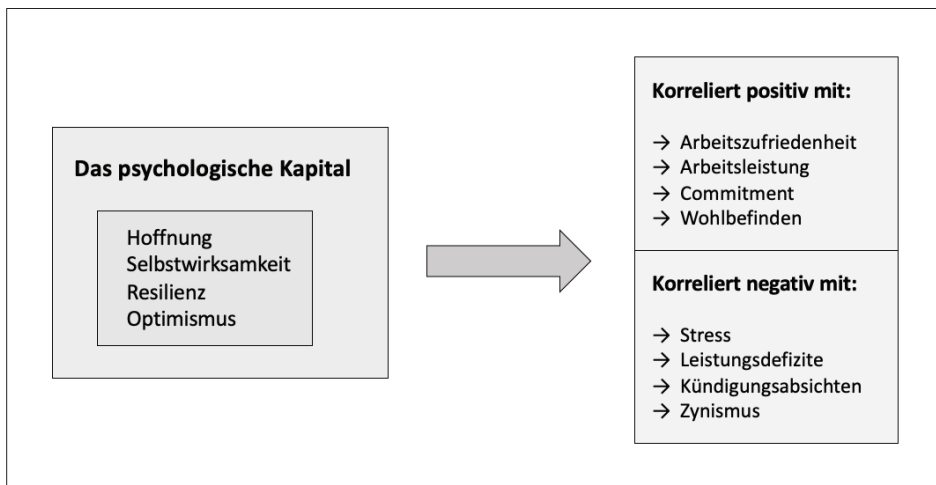 Das psychologische Kapital
Hoffnung
Selbstwirksamkeit
Resilienz
Optimismus
Korreliert positiv mit:
→ Arbeitszufriedenheit
→ Arbeitsleistung
→ Commitment
→ Wohlbefinden
Korreliert negativ mit:
→ Stress
→ Leistungsdefizite
→ Kündigungsabsichten
→ Zynismus